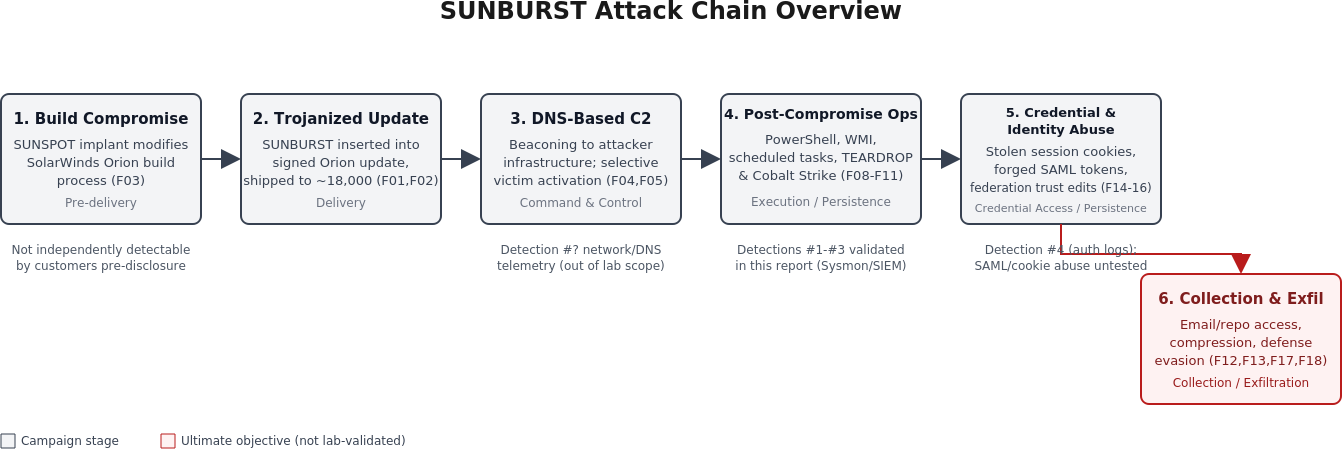 SUNBURST Attack Chain Overview
1. Build Compromise
SUNSPOT implant modifies
SolarWinds Orion build
process (F03)
Pre-delivery
Not independently detectable
by customers pre-disclosure
2. Trojanized Update
SUNBURST inserted into
signed Orion update,
shipped to ~18,000 (F01,F02)
Delivery
3. DNS-Based C2
Beaconing to attacker
infrastructure; selective
victim activation (F04,F05)
Command & Control
Detection #? network/DNS
telemetry (out of lab scope)
4. Post-Compromise Ops
PowerShell, WMI,
scheduled tasks, TEARDROP
& Cobalt Strike (F08-F11)
Execution / Persistence
Detections #1-#3 validated
in this report (Sysmon/SIEM)
5. Credential &
Identity Abuse
Stolen session cookies,
forged SAML tokens,
federation trust edits (F14-16)
Credential Access / Persistence
Detection #4 (auth logs);
SAML/cookie abuse untested
6. Collection & Exfil
Email/repo access,
compression, defense
evasion (F12,F13,F17,F18)
Collection / Exfiltration
Campaign stage
Ultimate objective (not lab-validated)